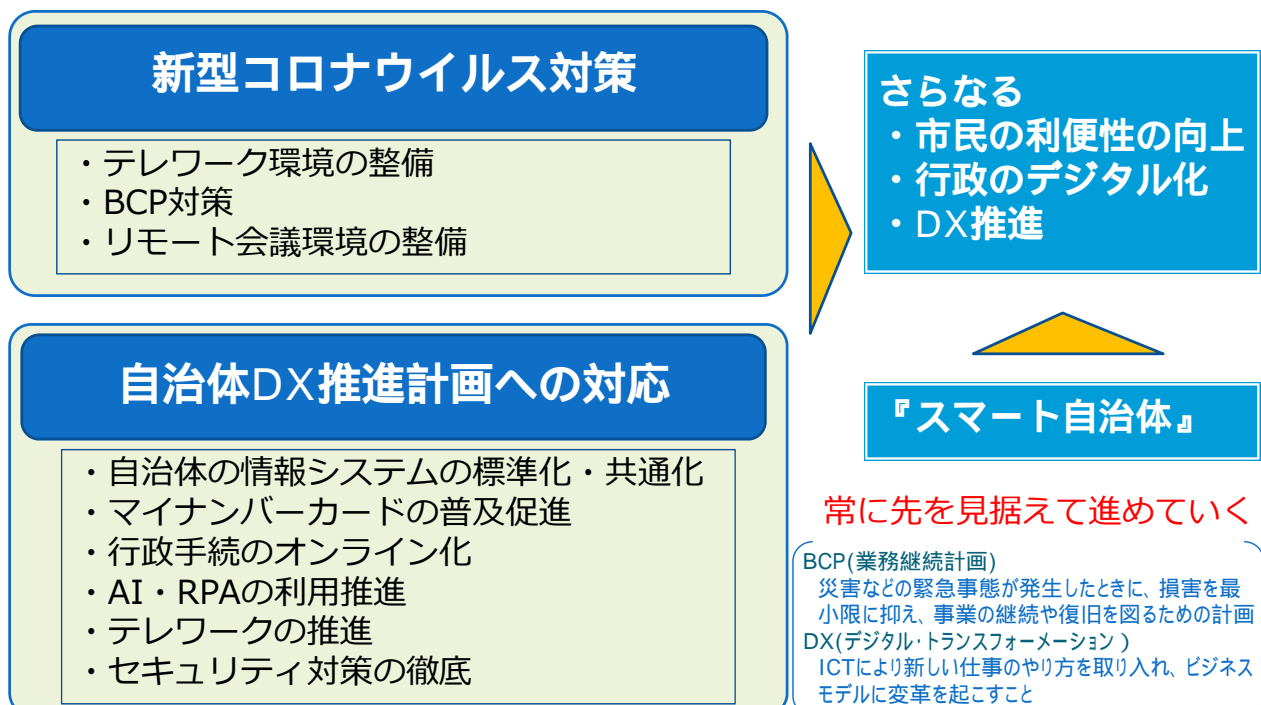 新型コロナウイルス対策
・テレワーク環境の整備
・BCP対策
・リモート会議環境の整備
自治体DX推進計画への対応
・自治体の情報システムの標準化・共通化
・マイナンバーカードの普及促進
・行政手続のオンライン化
・AI・RPAの利用推進
・テレワークの推進
・セキュリティ対策の徹底
さらなる
・市民の利便性の向上
・行政のデジタル化
・DX推進
『スマート自治体』
常に先を見据えて進めていく
BCP(業務継続計画)
災害などの緊急事態が発生したときに、損害を最
小限に抑え、事業の継続や復旧を図るための計画
DX(デジタル・トランスフォーメーション)
ICTにより新しい仕事のやり方を取り入れ、ビジネス
モデルに変革を起こすこと